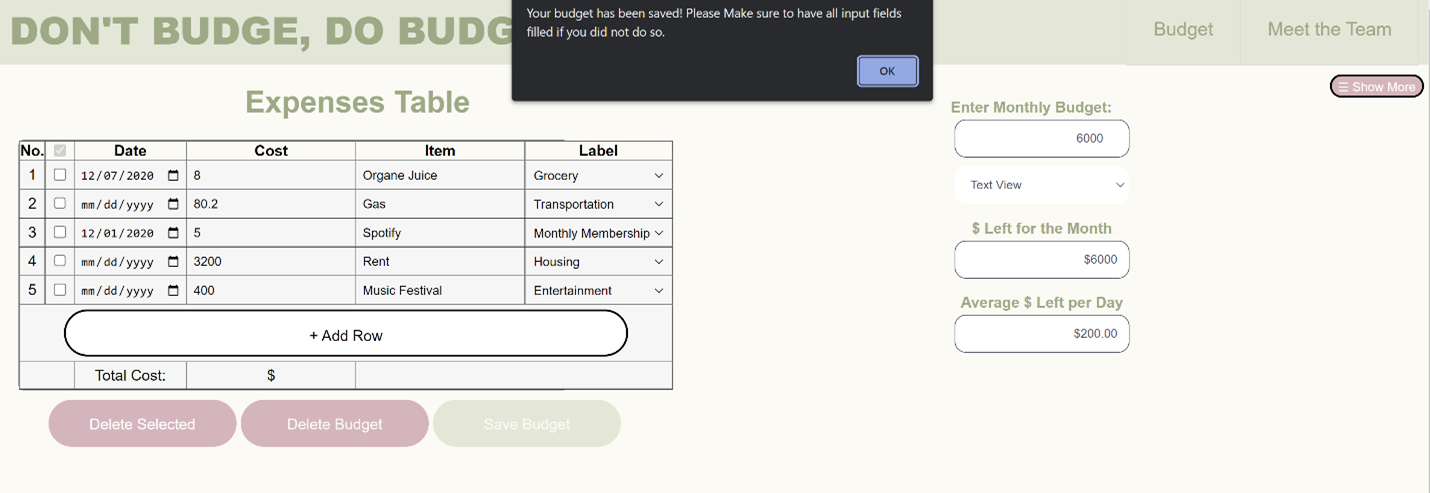 DON'T BUDGE, DO BUDG
Your budget has been saved! Please Make sure to have all input fields
filled if you did not do so.
OK
Budget
Meet the Team
☰ Show More
Expenses Table
No. Date Cost Item Label
1 12/07/2020 8 Organe Juice Grocery
2 mm/dd/yyyy 80.2 Gas Transportation
3 12/01/2020 5 Spotify Monthly Membership
4 mm/dd/yyyy 3200 Rent Housing
5 mm/dd/yyyy 400 Music Festival Entertainment
+ Add Row
Total Cost: $
Delete Selected
Delete Budget
Save Budget
Enter Monthly Budget:
6000
Text View
$ Left for the Month
$6000
Average $ Left per Day
$200.00